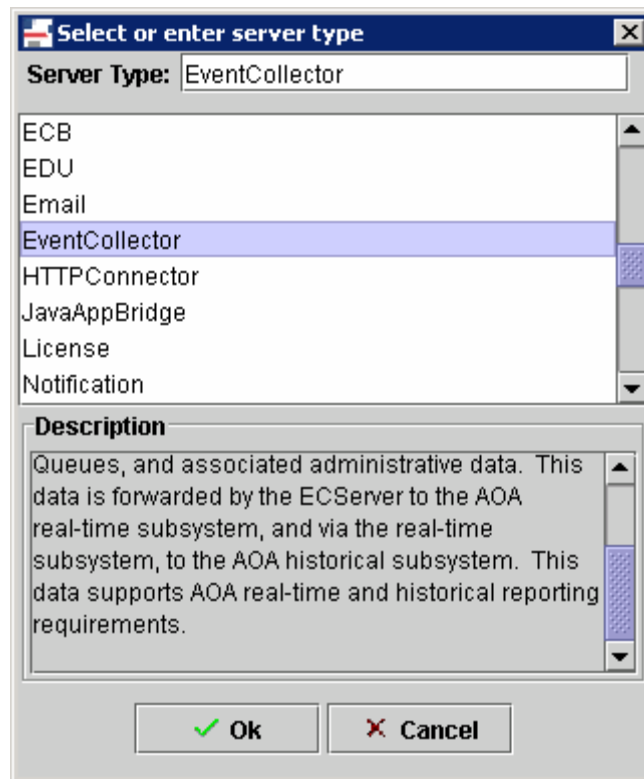 Select or enter server type
Server Type: EventCollector
ECB
EDU
Email
EventCollector
HTTPConnector
JavaAppBridge
License
Notification
Description
Queues, and associated administrative data.  This
data is forwarded by the ECServer to the AOA
real-time subsystem, and via the real-time
subsystem, to the AOA historical subsystem.  This
data supports AOA real-time and historical reporting
requirements.
Ok Cancel